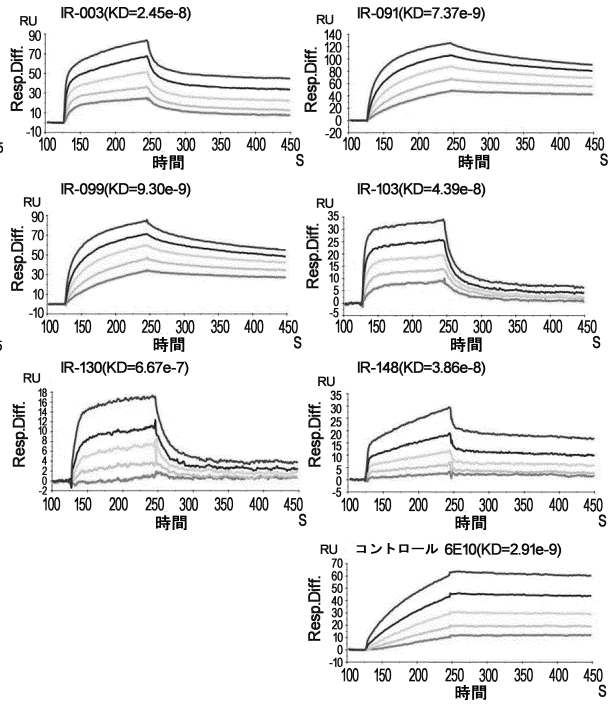 IR-003(KD=2.45e-8)
RU
Resp.Diff.
90
70
50
30
10
-10
100 150 200 250 300 350 400 450
時間
S
IR-091(KD=7.37e-9)
RU
Resp.Diff.
140
120
100
80
60
40
20
0
-20
100 150 200 250 300 350 400 450
時間
S
5
IR-099(KD=9.30e-9)
RU
Resp.Diff.
90
70
50
30
10
-10
100 150 200 250 300 350 400 450
時間
S
IR-103(KD=4.39e-8)
RU
Resp.Diff.
35
30
25
20
15
10
5
0
-5
100 150 200 250 300 350 400 450
時間
S
5
IR-130(KD=6.67e-7)
RU
Resp.Diff.
18
16
14
12
10
8
6
4
2
0
-2
100 150 200 250 300 350 400 450
時間
S
IR-148(KD=3.86e-8)
RU
Resp.Diff.
35
30
25
20
15
10
5
0
-5
100 150 200 250 300 350 400 450
時間
S
コントロール 6E10(KD=2.91e-9)
RU
Resp.Diff.
70
60
50
40
30
20
10
0
-10
100 150 200 250 300 350 400 450
時間
S